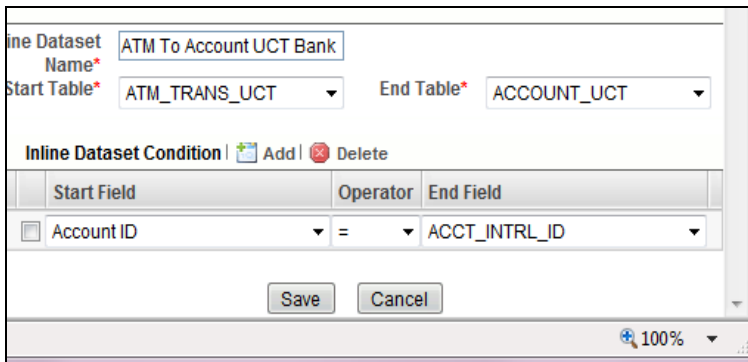 ine Dataset Name* ATM To Account UCT Bank
Start Table* ATM_TRANS_UCT End Table* ACCOUNT_UCT
Inline Dataset Condition | Add | Delete
Start Field Operator End Field
Account ID = ACCT_INTRL_ID
Save Cancel
100%